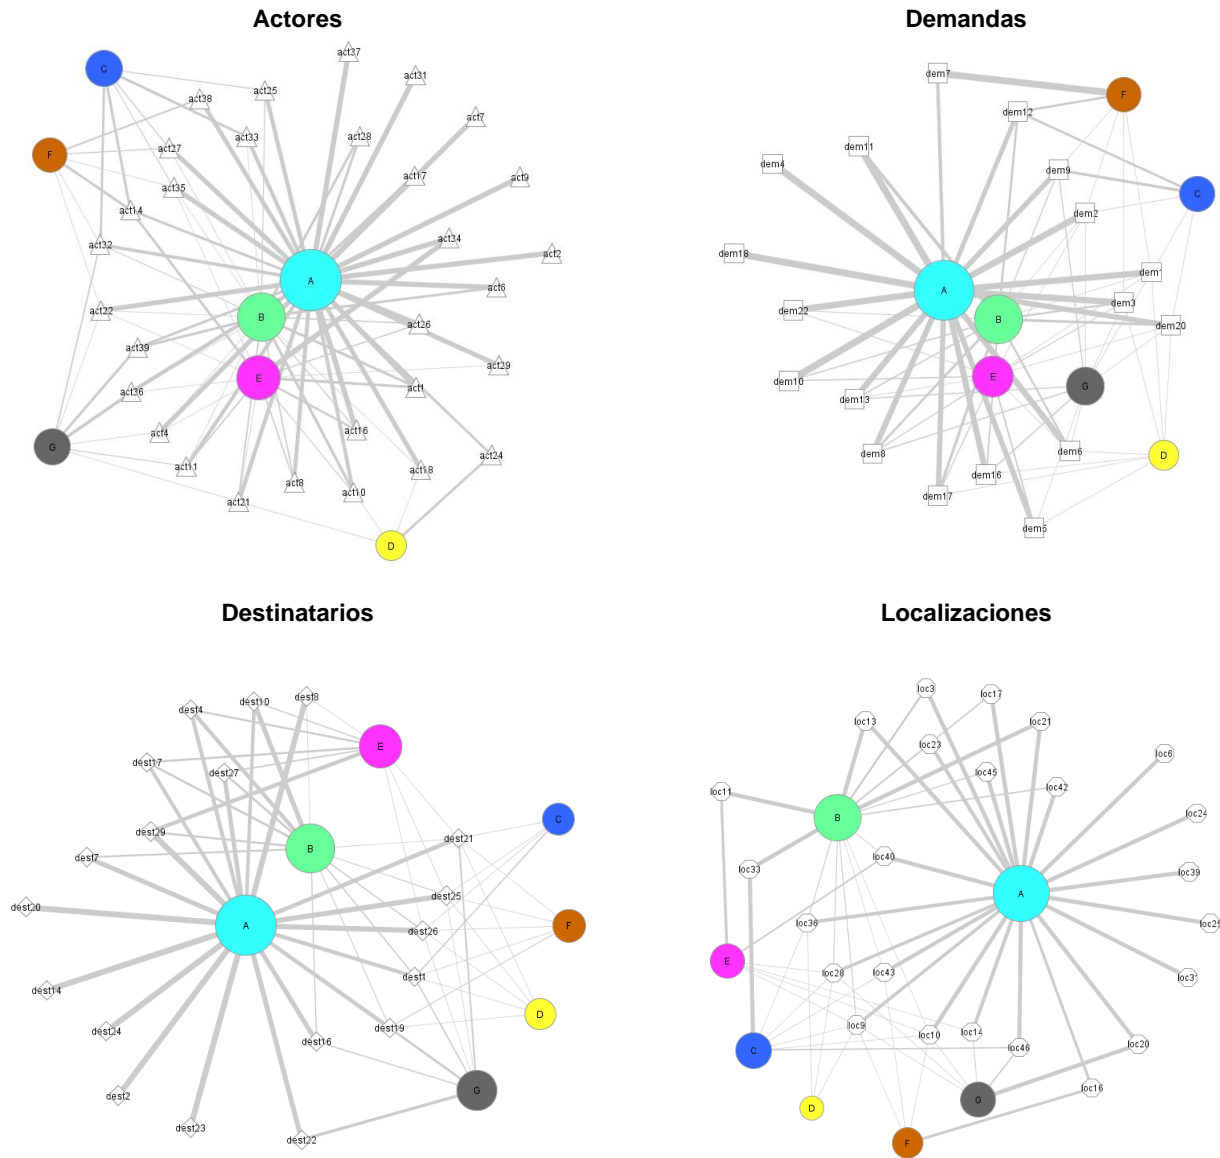 Actores
act37
act31
C
act25
act38
act7
act33
act28
F
act27
act17
act9
act35
act14
act34
act32
act2
A
act6
act22
B
act26
act39
act29
E
act36
act1
act4
act16
G
act24
act11
act18
act8
act10
act21
D
Demandas
dem7
F
dem12
dem11
dem4
dem9
C
dem2
dem18
dem1
A
dem3
dem22
B
dem20
dem10
E
G
dem13
dem8
dem6
D
dem16
dem17
dem5
Destinatarios
dest8
dest10
dest4
E
dest17
dest27
C
dest29
dest21
B
dest7
dest25
dest20
A
F
dest26
dest1
dest14
D
dest19
dest24
dest16
G
dest2
dest23
dest22
Localizaciones
loc3
loc17
loc13
loc21
loc23
loc6
loc45
loc42
loc11
B
loc24
loc40
loc33
loc39
A
loc36
loc25
E
loc28
loc43
loc31
loc9
loc14
loc10
C
loc46
loc20
loc16
G
D
F